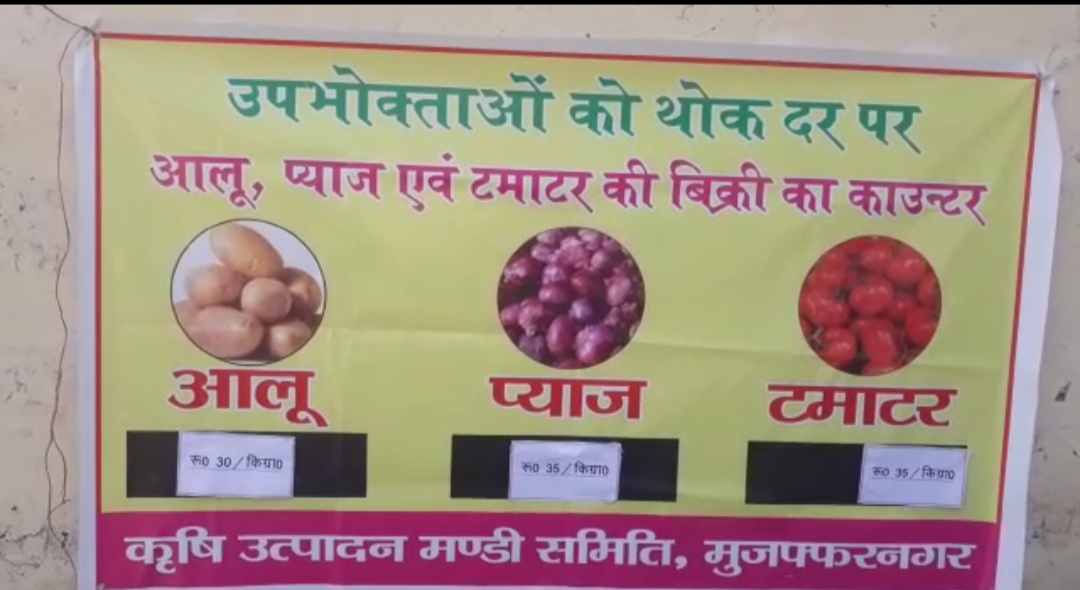 उपभोक्ताओं को थोक दर पर
आलू, प्याज एवं टमाटर की बिक्री का काउन्टर
आलू प्याज टमाटर
रू0 30/किग्रा0 रू0 35/किग्रा0 रू0 35/किग्रा0
कृषि उत्पादन मण्डी समिति, मुजफ्फरनगर